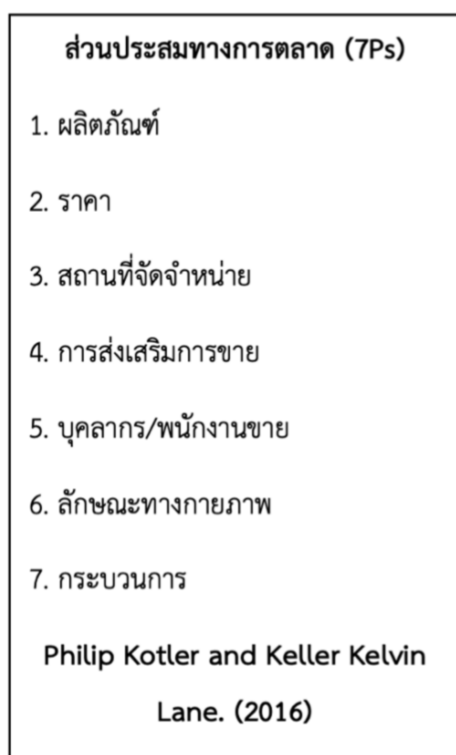 ส่วนประสมทางการตลาด (7Ps)
1. ผลิตภัณฑ์
2. ราคา
3. สถานที่จัดจำหน่าย
4. การส่งเสริมการขาย
5. บุคลากร/พนักงานขาย
6. ลักษณะทางกายภาพ
7. กระบวนการ
Philip Kotler and Keller Kelvin
Lane. (2016)